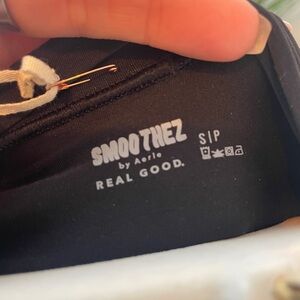 SMOOTHEZ
by Aerie
REAL GOOD.
S|P